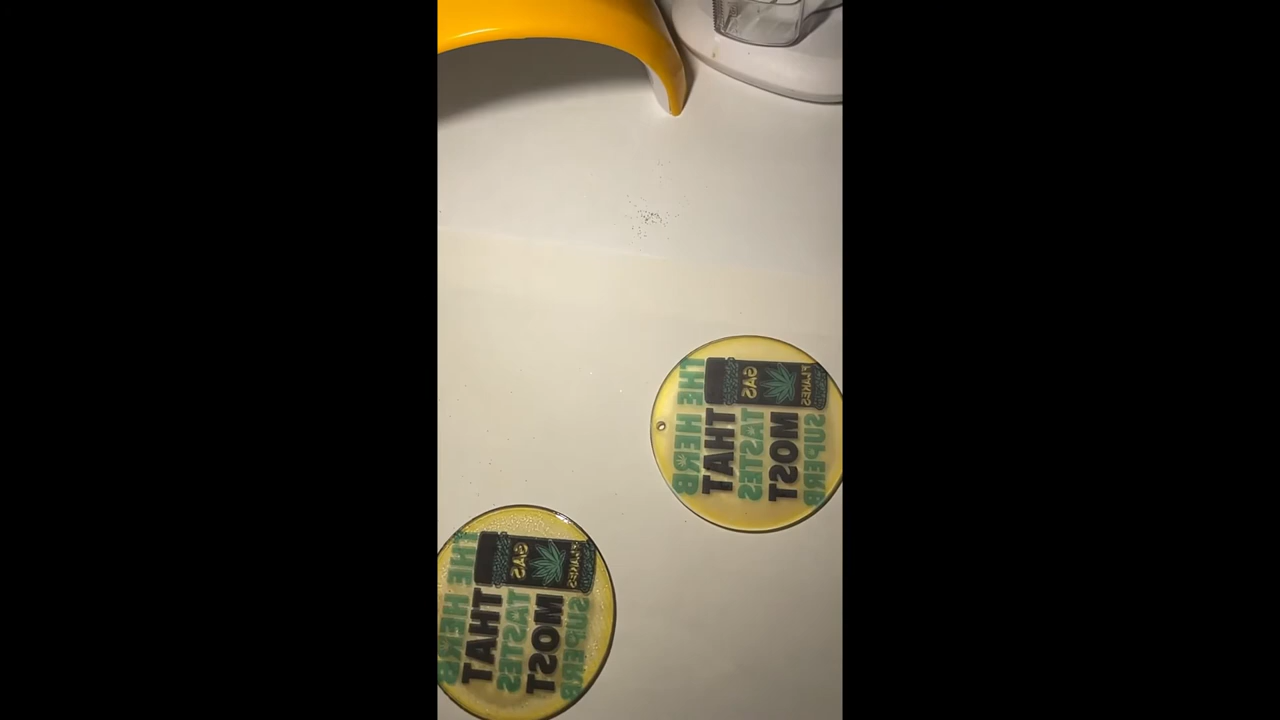 THE HERB
THAT
TASTES
MOST
SUPERB
GAS
FLAKES
THE HERB
THAT
TASTES
MOST
SUPERB
GAS
FLAKES